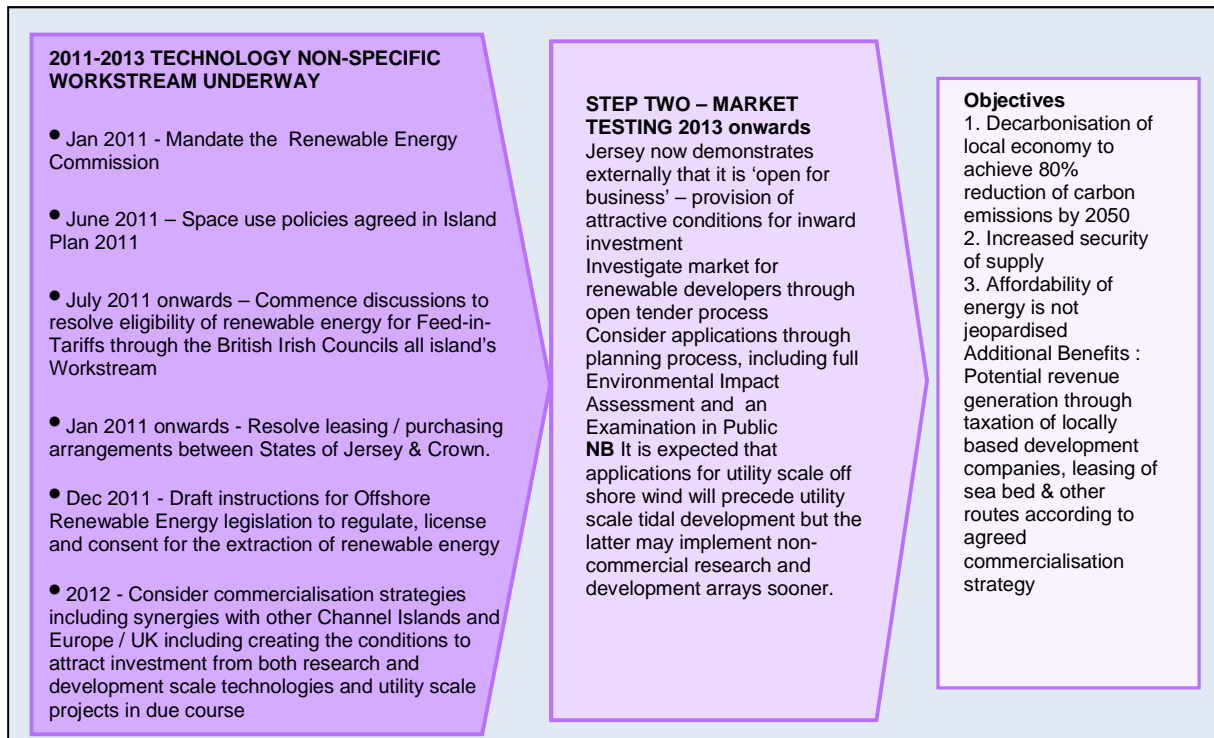 2011-2013 TECHNOLOGY NON-SPECIFIC
WORKSTREAM UNDERWAY
• Jan 2011 - Mandate the Renewable Energy
Commission
• June 2011 – Space use policies agreed in Island
Plan 2011
• July 2011 onwards – Commence discussions to
resolve eligibility of renewable energy for Feed-in-
Tariffs through the British Irish Councils all island's
Workstream
• Jan 2011 onwards - Resolve leasing / purchasing
arrangements between States of Jersey & Crown.
• Dec 2011 - Draft instructions for Offshore
Renewable Energy legislation to regulate, license
and consent for the extraction of renewable energy
• 2012 - Consider commercialisation strategies
including synergies with other Channel Islands and
Europe / UK including creating the conditions to
attract investment from both research and
development scale technologies and utility scale
projects in due course
STEP TWO – MARKET
TESTING 2013 onwards
Jersey now demonstrates
externally that it is 'open for
business' – provision of
attractive conditions for inward
investment
Investigate market for
renewable developers through
open tender process
Consider applications through
planning process, including full
Environmental Impact
Assessment and an
Examination in Public
NB It is expected that
applications for utility scale off
shore wind will precede utility
scale tidal development but the
latter may implement non-
commercial research and
development arrays sooner.
Objectives
1. Decarbonisation of
local economy to
achieve 80%
reduction of carbon
emissions by 2050
2. Increased security
of supply
3. Affordability of
energy is not
jeopardised
Additional Benefits :
Potential revenue
generation through
taxation of locally
based development
companies, leasing of
sea bed & other
routes according to
agreed
commercialisation
strategy